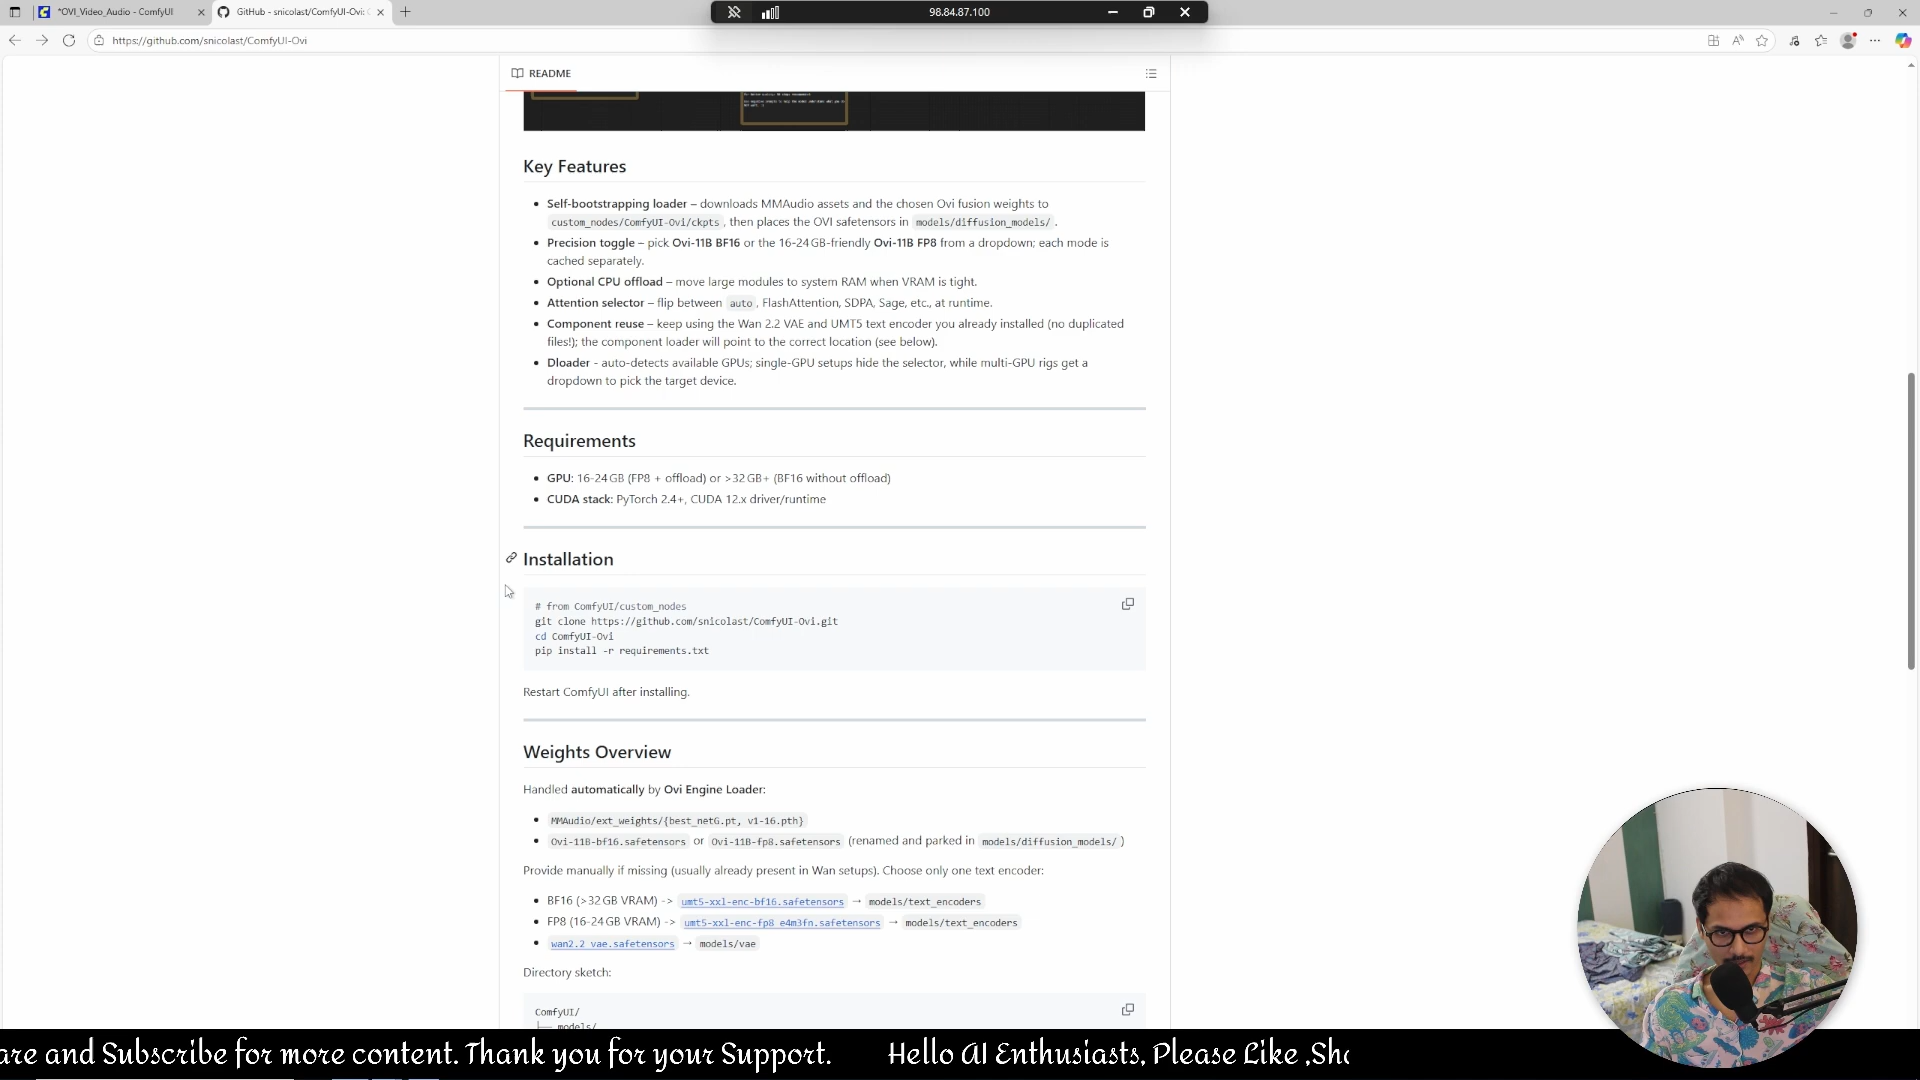 *OVI_Video_Audio - ComfyUI
GitHub - snicolast/ComfyUI-Ovi: C
98.84.87.100
https://github.com/snicolast/ComfyUI-Ovi
README
Key Features
Self-bootstrapping loader – downloads MMAudio assets and the chosen Ovi fusion weights to
custom_nodes/ComfyUI-Ovi/ckpts , then places the OVI safetensors in models/diffusion_models/ .
Precision toggle – pick Ovi-11B BF16 or the 16-24 GB-friendly Ovi-11B FP8 from a dropdown; each mode is
cached separately.
Optional CPU offload – move large modules to system RAM when VRAM is tight.
Attention selector – flip between auto , FlashAttention, SDPA, Sage, etc., at runtime.
Component reuse – keep using the Wan 2.2 VAE and UMT5 text encoder you already installed (no duplicated
files!); the component loader will point to the correct location (see below).
Dloader - auto-detects available GPUs; single-GPU setups hide the selector, while multi-GPU rigs get a
dropdown to pick the target device.
Requirements
GPU: 16-24 GB (FP8 + offload) or >32 GB+ (BF16 without offload)
CUDA stack: PyTorch 2.4+, CUDA 12.x driver/runtime
Installation
# from ComfyUI/custom_nodes
git clone https://github.com/snicolast/ComfyUI-Ovi.git
cd ComfyUI-Ovi
pip install -r requirements.txt
Restart ComfyUI after installing.
Weights Overview
Handled automatically by Ovi Engine Loader:
MMAudio/ext_weights/{best_netG.pt, v1-16.pth}
Ovi-11B-bf16.safetensors or Ovi-11B-fp8.safetensors (renamed and parked in models/diffusion_models/ )
Provide manually if missing (usually already present in Wan setups). Choose only one text encoder:
BF16 (>32 GB VRAM) -> umt5-xxl-enc-bf16.safetensors → models/text_encoders
FP8 (16-24 GB VRAM) -> umt5-xxl-enc-fp8_e4m3fn.safetensors → models/text_encoders
wan2.2_vae.safetensors → models/vae
Directory sketch:
ComfyUI/
├── models/
are and Subscribe for more content. Thank you for your Support. Hello AI Enthusiasts, Please Like ,Sha